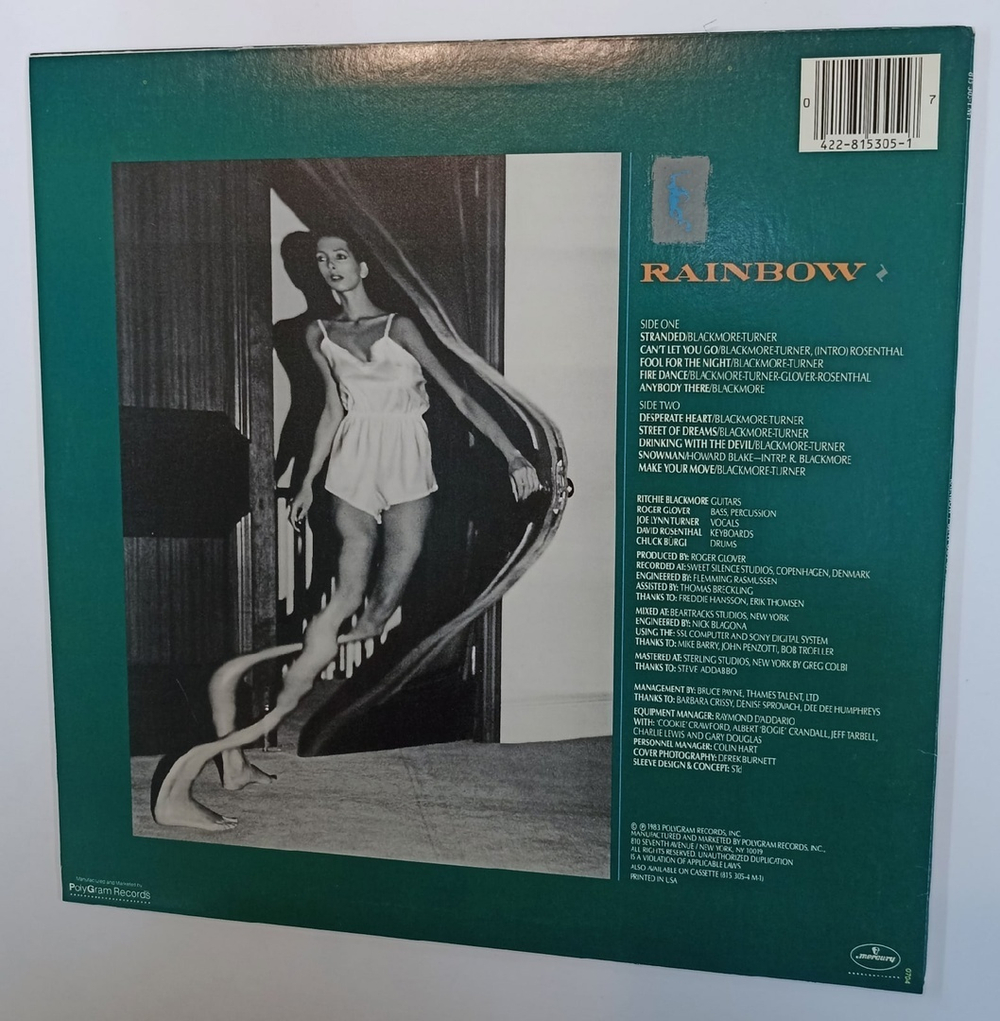 0
7
422-815305-1
RAINBOW
SIDE ONE
STRANDED/BLACKMORE-TURNER
CAN'T LET YOU GO/BLACKMORE-TURNER, (INTRO) ROSENTHAL
FOOL FOR THE NIGHT/BLACKMORE-TURNER
FIRE DANCE/BLACKMORE-TURNER-GLOVER-ROSENTHAL
ANYBODY THERE/BLACKMORE
SIDE TWO
DESPERATE HEART/BLACKMORE-TURNER
STREET OF DREAMS/BLACKMORE-TURNER
DRINKING WITH THE DEVIL/BLACKMORE-TURNER
SNOWMAN/HOWARD BLAKE—INTRP. R. BLACKMORE
MAKE YOUR MOVE/BLACKMORE-TURNER
RITCHIE BLACKMORE GUITARS
ROGER GLOVER BASS, PERCUSSION
JOE LYNN TURNER VOCALS
DAVID ROSENTHAL KEYBOARDS
CHUCK BÜRGI DRUMS
PRODUCED BY: ROGER GLOVER
RECORDED AT: SWEET SILENCE STUDIOS, COPENHAGEN, DENMARK
ENGINEERED BY: FLEMMING RASMUSSEN
ASSISTED BY: THOMAS BRECKLING
THANKS TO: FREDDIE HANSSON, ERIK THOMSEN
MIXED AT: BEARTRACKS STUDIOS, NEW YORK
ENGINEERED BY: NICK BLAGONA
USING THE: SSL COMPUTER AND SONY DIGITAL SYSTEM
THANKS TO: MIKE BARRY, JOHN PENZOTTI, BOB TROELLER
MASTERED AT: STERLING STUDIOS, NEW YORK BY GREG COLBI
THANKS TO: STEVE ADDABBO
MANAGEMENT BY: BRUCE PAYNE, THAMES TALENT, LTD
THANKS TO: BARBARA CRISSY, DENISE SPROVACH, DEE DEE HUMPHREYS
EQUIPMENT MANAGER: RAYMOND D'ADDARIO
WITH: 'COOKIE' CRAWFORD, ALBERT 'BOGIE' CRANDALL, JEFF TARBELL,
CHARLIE LEWIS AND GARY DOUGLAS
PERSONNEL MANAGER: COLIN HART
COVER PHOTOGRAPHY: DEREK BURNETT
SLEEVE DESIGN & CONCEPT: STd
© ℗ 1983 POLYGRAM RECORDS, INC.
MANUFACTURED AND MARKETED BY POLYGRAM RECORDS, INC.,
810 SEVENTH AVENUE / NEW YORK, NY 10019
ALL RIGHTS RESERVED. UNAUTHORIZED DUPLICATION
IS A VIOLATION OF APPLICABLE LAWS.
ALSO AVAILABLE ON CASSETTE (815 305-4 M-1)
PRINTED IN USA
Manufactured and Marketed by
PolyGram Records
mercury
0704